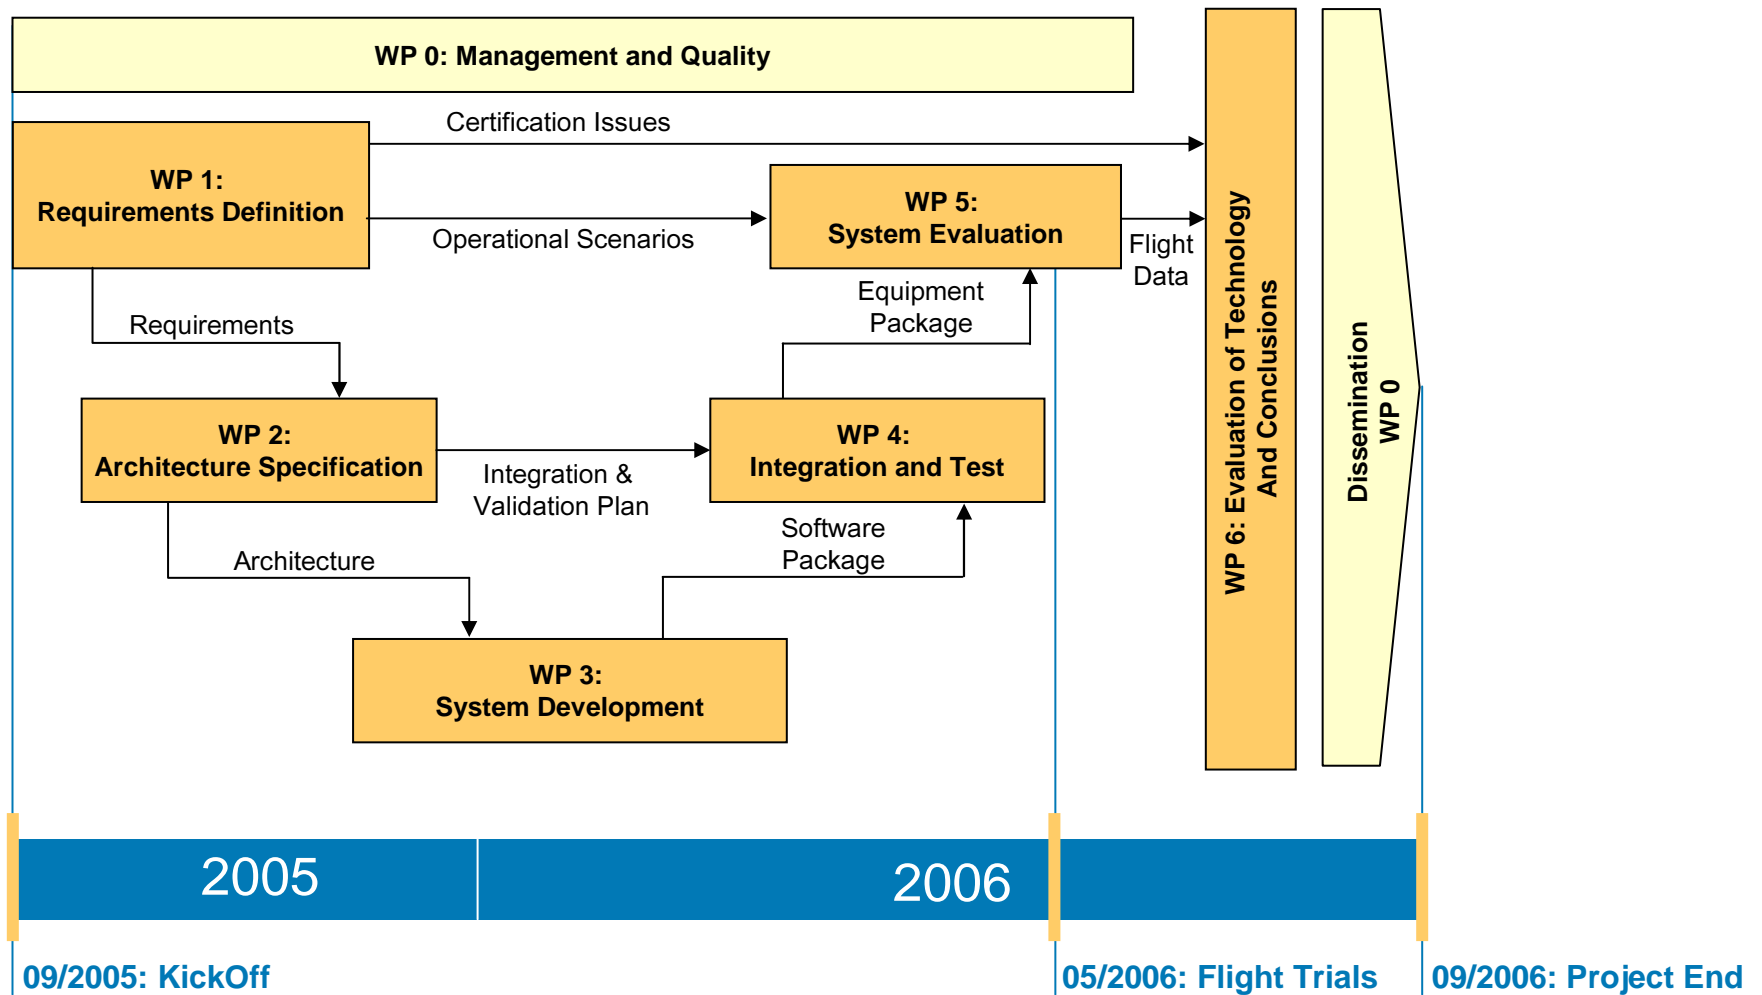 WP 0: Management and Quality
Certification Issues
WP 1:
Requirements Definition
WP 5:
System Evaluation
Operational Scenarios
Flight
Data
Equipment
Package
Requirements
WP 2:
Architecture Specification
WP 4:
Integration and Test
Integration &
Validation Plan
Software
Package
Architecture
WP 3:
System Development
WP 6: Evaluation of Technology
And Conclusions
Dissemination
WP 0
2005
2006
09/2005: KickOff
05/2006: Flight Trials
09/2006: Project End